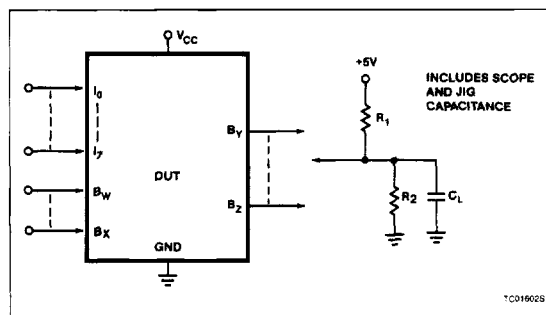 VCC
+5V
INCLUDES SCOPE
AND JIG
CAPACITANCE
I0
R1
BY
I7
DUT
BW
R2
CL
BX
BZ
GND
TC01602S